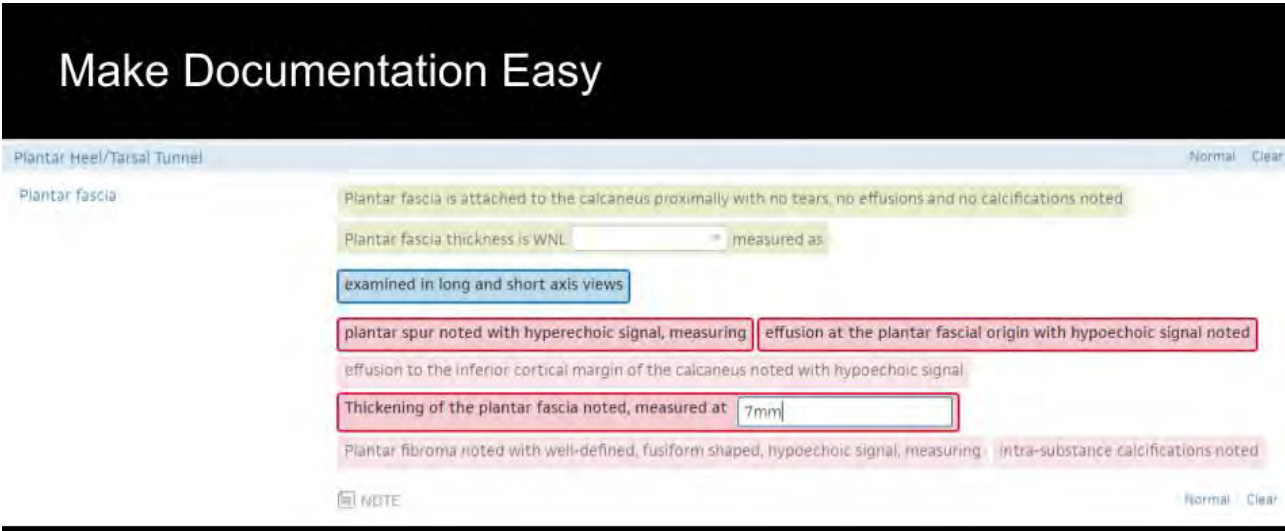 Make Documentation Easy
Plantar Heel/Tarsal Tunnel Normal Clear
Plantar fascia Plantar fascia is attached to the calcaneus proximally with no tears, no effusions and no calcifications noted
Plantar fascia thickness is WNL measured as
examined in long and short axis views
plantar spur noted with hyperechoic signal, measuring effusion at the plantar fascial origin with hypoechoic signal noted
effusion to the inferior cortical margin of the calcaneus noted with hypoechoic signal
Thickening of the plantar fascia noted, measured at 7mm
Plantar fibroma noted with well-defined, fusiform shaped, hypoechoic signal, measuring intra-substance calcifications noted
NOTE Normal Clear